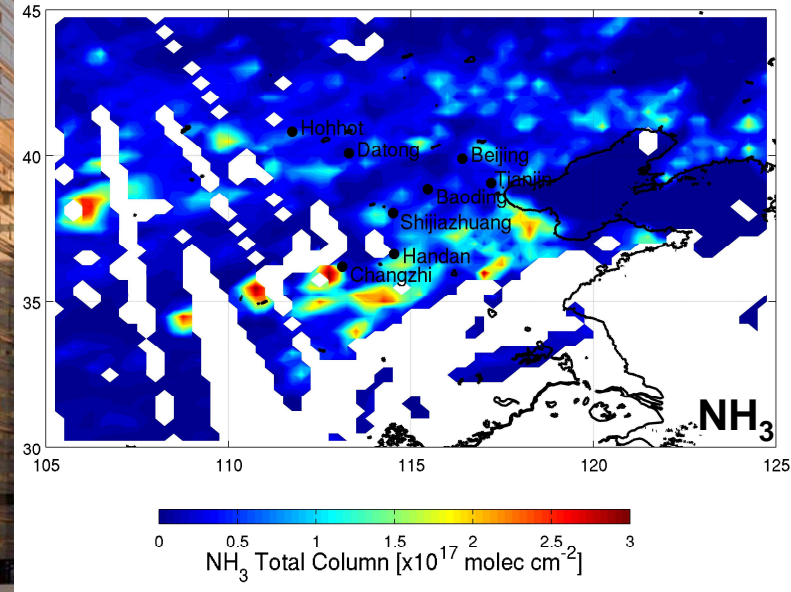 45
Hohhot
Datong
40
Beijing
Tianjin
Baoding
Shijiazhuang
Handan
Changzhi
35
NH3
30
105 110 115 120 125
0 0.5 1 1.5 2 2.5 3
NH3 Total Column [x10^17 molec cm^-2]